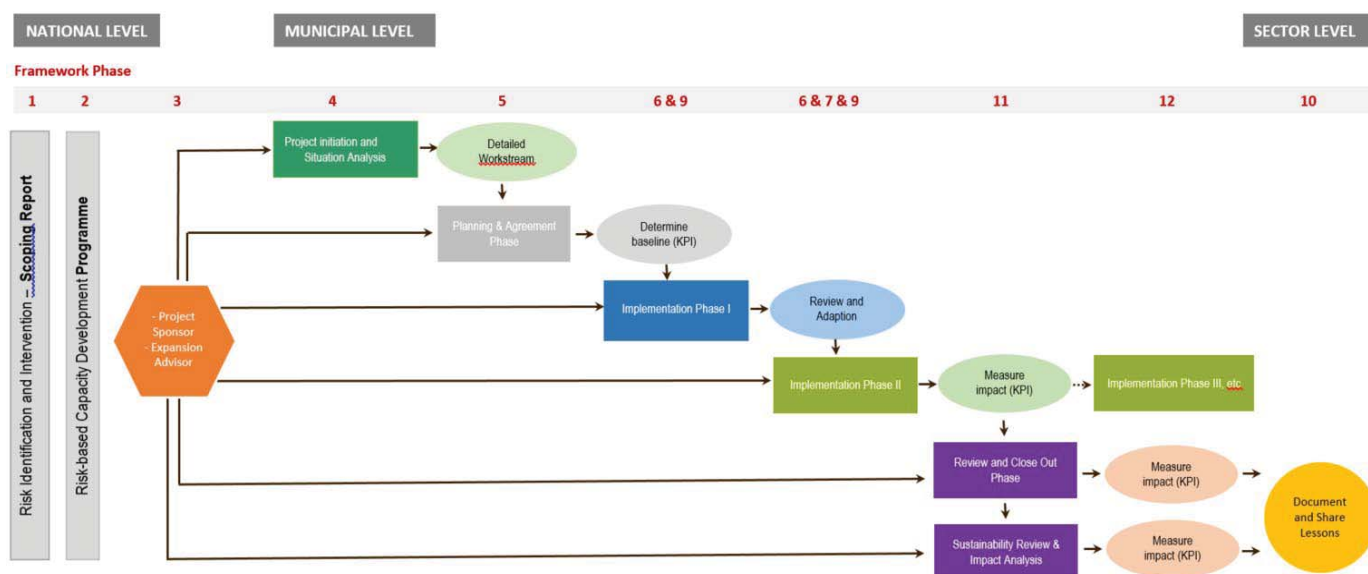 NATIONAL LEVEL
MUNICIPAL LEVEL
SECTOR LEVEL
Framework Phase
1
2
3
4
5
6 & 9
6 & 7 & 9
11
12
10
Risk Identification and Intervention – Scoping Report
Risk-based Capacity Development Programme
- Project
Sponsor
- Expansion
Advisor
Project initiation and
Situation Analysis
Detailed
Workstream
Planning & Agreement
Phase
Determine
baseline (KPI)
Implementation Phase I
Review and
Adaption
Implementation Phase II
Measure
impact (KPI)
Implementation Phase III, etc
Review and Close Out
Phase
Measure
impact (KPI)
Sustainability Review &
Impact Analysis
Measure
impact (KPI)
Document
and Share
Lessons